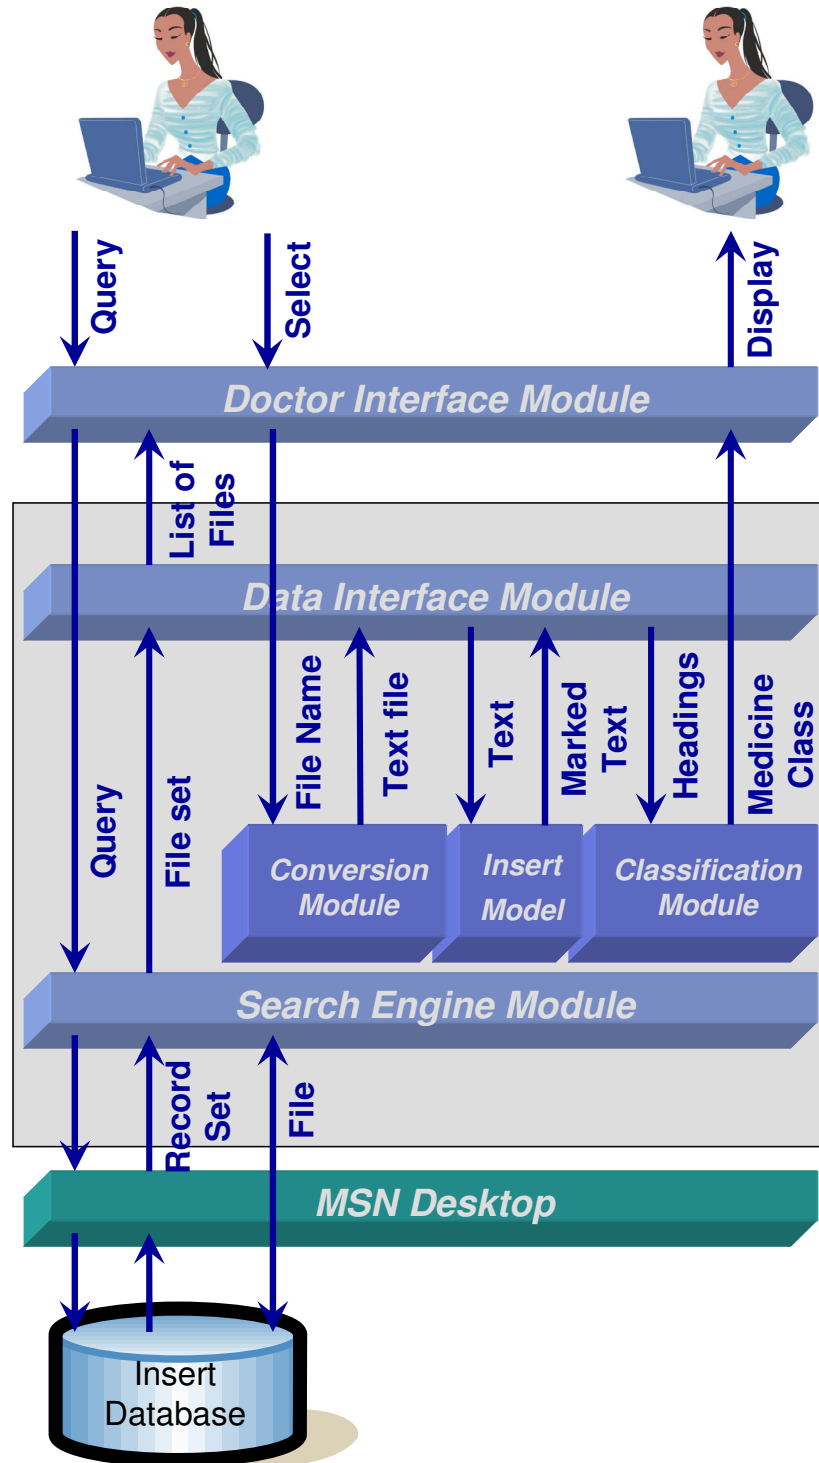 Query
Select
Display
Doctor Interface Module
List of
Files
Data Interface Module
Query
File set
File Name
Text file
Text
Marked
Text
Headings
Medicine
Class
Conversion
Module
Insert
Model
Classification
Module
Search Engine Module
Record
Set
File
MSN Desktop
Insert
Database